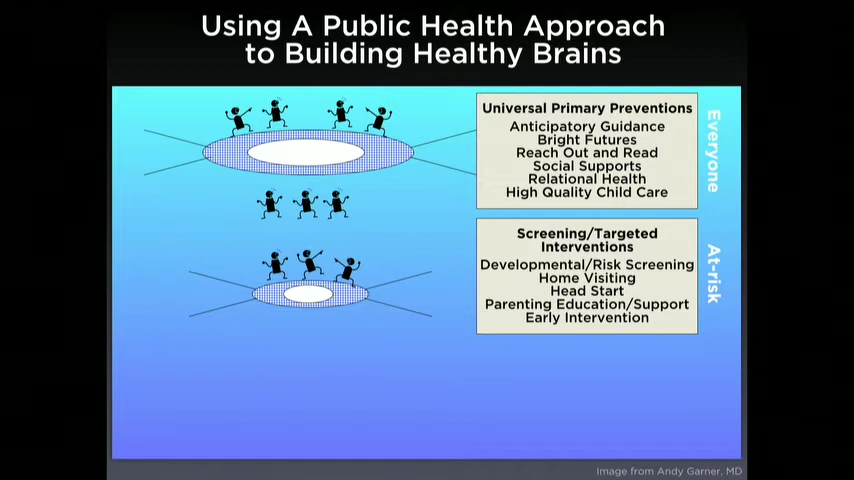 Using A Public Health Approach
to Building Healthy Brains
Universal Primary Preventions
Anticipatory Guidance
Bright Futures
Reach Out and Read
Social Supports
Relational Health
High Quality Child Care
Everyone
Screening/Targeted
Interventions
Developmental/Risk Screening
Home Visiting
Head Start
Parenting Education/Support
Early Intervention
At-risk
Image from Andy Garner, MD